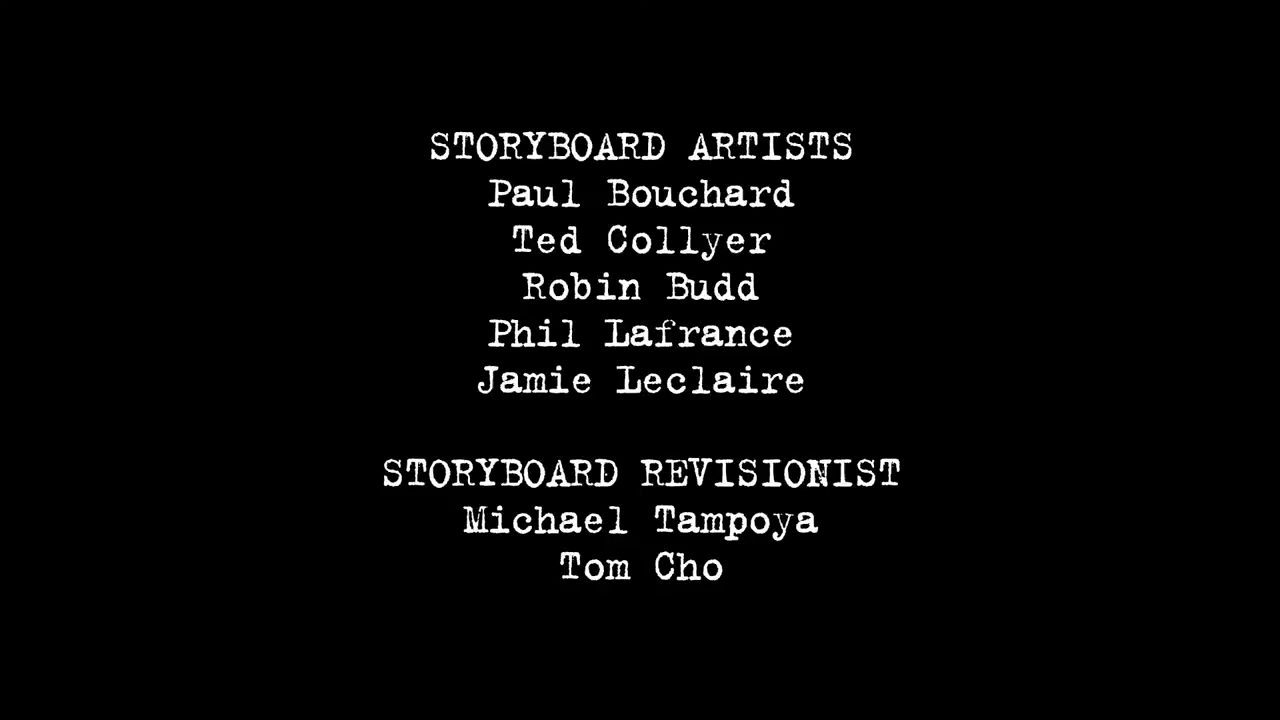 STORYBOARD ARTISTS
Paul Bouchard
Ted Collyer
Robin Budd
Phil Lafrance
Jamie Leclaire
STORYBOARD REVISIONIST
Michael Tampoya
Tom Cho